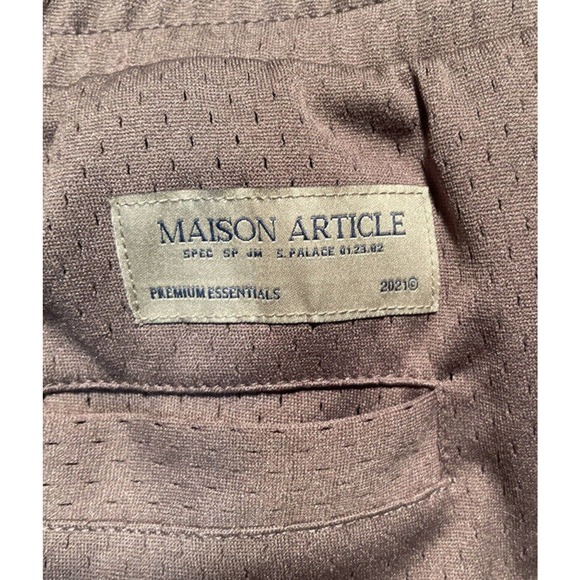 MAISON ARTICLE
SPEC SP JM S. PALACE 01.23.02
PREMIUM ESSENTIALS 2021©